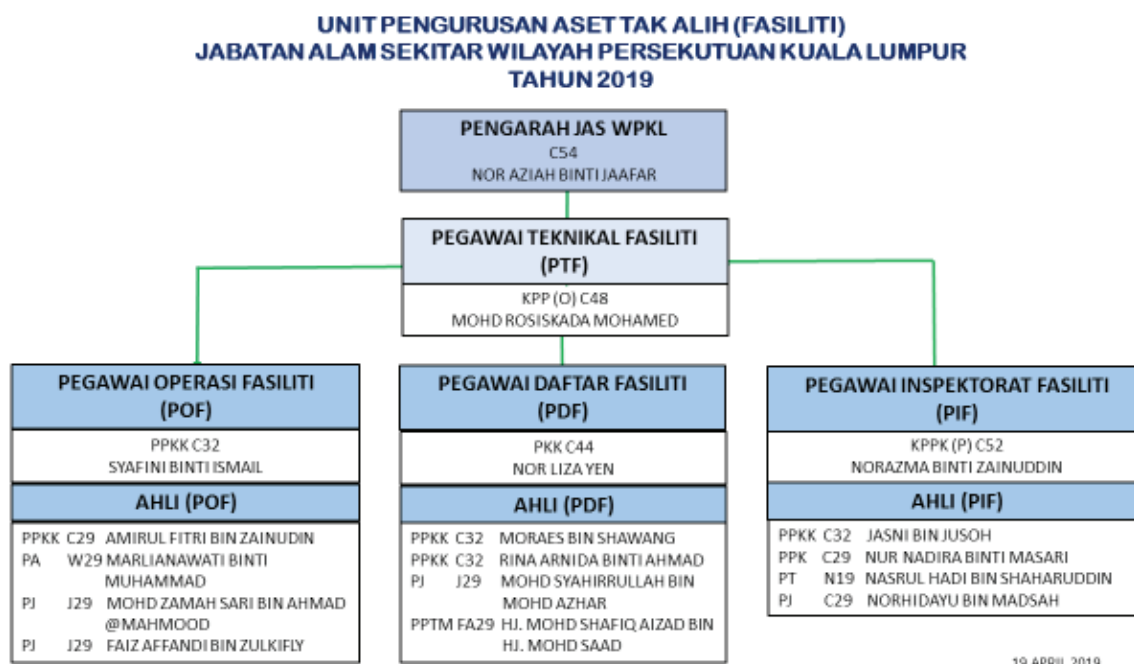 UNIT PENGURUSAN ASET TAK ALIH (FASILITI)
JABATAN ALAM SEKITAR WILAYAH PERSEKUTUAN KUALA LUMPUR
TAHUN 2019
PENGARAH JAS WPKL
C54
NOR AZIAH BINTI JAAFAR
PEGAWAI TEKNIKAL FASILITI
(PTF)
KPP (O) C48
MOHD ROSISKADA MOHAMED
PEGAWAI OPERASI FASILITI
(POF)
PPKK C32
SYAFINI BINTI ISMAIL
AHLI (POF)
PPKK C29 AMIRUL FITRI BIN ZAINUDIN
PA W29 MARLIANAWATI BINTI
MUHAMMAD
PJ J29 MOHD ZAMAH SARI BIN AHMAD
@MAHMOOD
PJ J29 FAIZ AFFANDI BIN ZULKIFLY
PEGAWAI DAFTAR FASILITI
(PDF)
PKK C44
NOR LIZA YEN
AHLI (PDF)
PPKK C32 MORAES BIN SHAWANG
PPKK C32 RINA ARNIDA BINTI AHMAD
PJ J29 MOHD SYAHIRRULLAH BIN
MOHD AZHAR
PPTM FA29 HJ. MOHD SHAFIQ AIZAD BIN
HJ. MOHD SAAD
PEGAWAI INSPEKTORAT FASILITI
(PIF)
KPPK (P) C52
NORAZMA BINTI ZAINUDDIN
AHLI (PIF)
PPKK C32 JASNI BIN JUSOH
PPK C29 NUR NADIRA BINTI MASARI
PT N19 NASRUL HADI BIN SHAHARUDDIN
PJ C29 NORHIDAYU BIN MADSAH
19 APRIL 2019